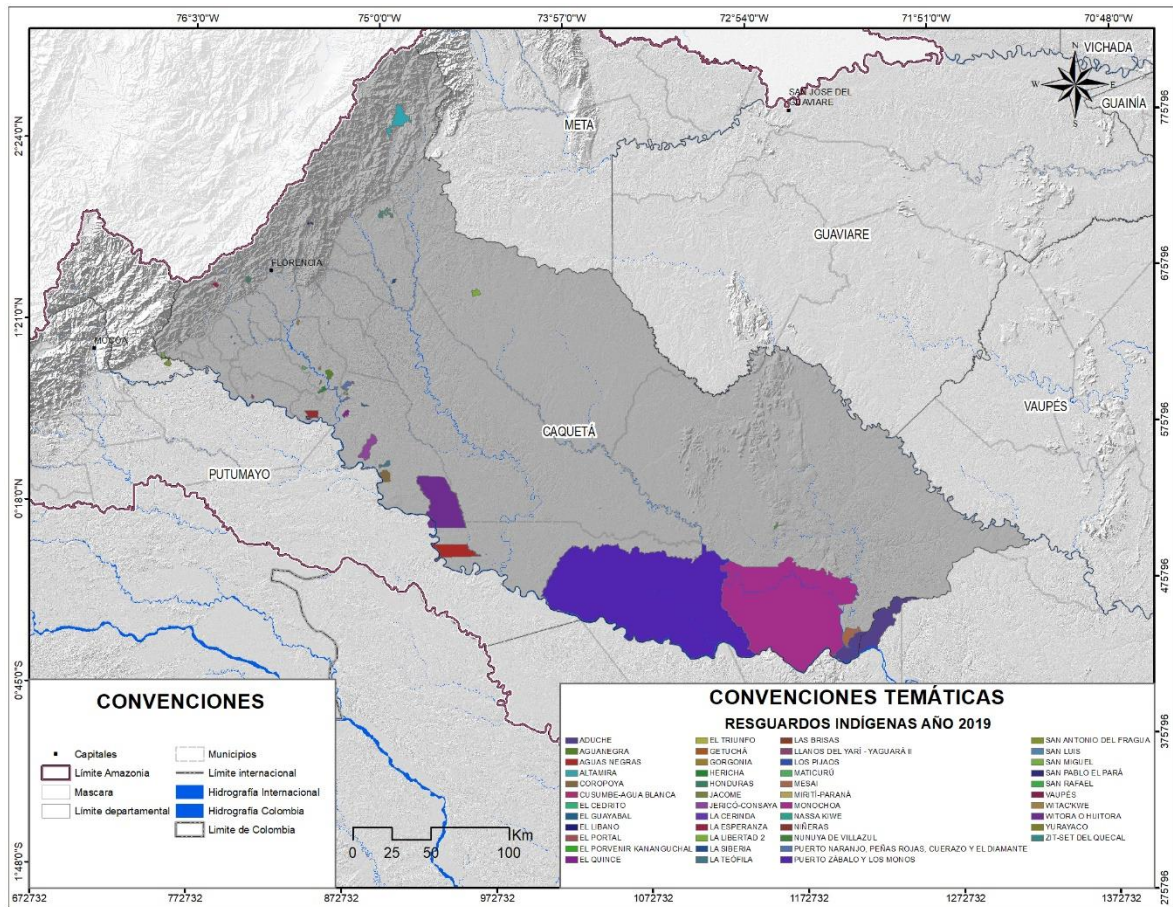 76°30'0"W 75°0'0"W 73°57'0"W 72°54'0"W 71°51'0"W 70°48'0"W
VICHADA
N
W E
S
GUAINÍA
SAN JOSE DEL
GUAVIARE
META
775796
2°24'0"N
GUAVIARE
FLORENCIA
675796
1°21'0"N
MOCOA
VAUPÉS
575796
CAQUETÁ
PUTUMAYO
0°18'0"N
475796
0°45'0"S
375796
1°48'0"S
275796
CONVENCIONES
Capitales
Límite Amazonia
Mascara
Límite departamental
Municipios
Límite internacional
Hidrografía Internacional
Hidrografía Colombia
Límite de Colombia
0 25 50 100
Km
CONVENCIONES TEMÁTICAS
RESGUARDOS INDÍGENAS AÑO 2019
ADUCHE
AGUANEGRA
AGUAS NEGRAS
ALTAMIRA
COROPOYA
CUSUMBE-AGUA BLANCA
EL CEDRITO
EL GUAYABAL
EL LIBANO
EL PORTAL
EL PORVENIR KANANGUCHAL
EL QUINCE
EL TRIUNFO
GETUCHÁ
GORGONIA
HERICHA
HONDURAS
JACOME
JERICÓ-CONSAYA
LA CERINDA
LA ESPERANZA
LA LIBERTAD 2
LA SIBERIA
LA TEÓFILA
LAS BRISAS
LLANOS DEL YARÍ - YAGUARÁ II
LOS PIJAOS
MATICURÚ
MESAI
MIRITÍ-PARANÁ
MONOCHOA
NASSA KIWE
NIÑERAS
NUNUYA DE VILLAZUL
PUERTO NARANJO, PEÑAS ROJAS, CUERAZO Y EL DIAMANTE
PUERTO ZÁBALO Y LOS MONOS
SAN ANTONIO DEL FRAGUA
SAN LUIS
SAN MIGUEL
SAN PABLO EL PARÁ
SAN RAFAEL
VAUPÉS
WITAC'KWE
WITORA O HUITORA
YURAYACO
ZIT-SET DEL QUECAL
672732 772732 872732 972732 1072732 1172732 1272732 1372732